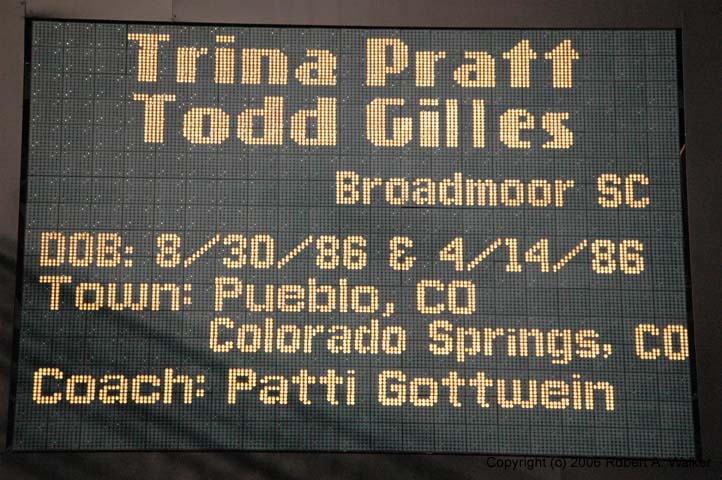 Trina Pratt
Todd Gilles
Broadmoor SC
DOB: 8/30/86 & 4/14/86
Town: Pueblo, CO
Colorado Springs, CO
Coach: Patti Gottwein
Copyright (c) 2006 Robert A. Walker